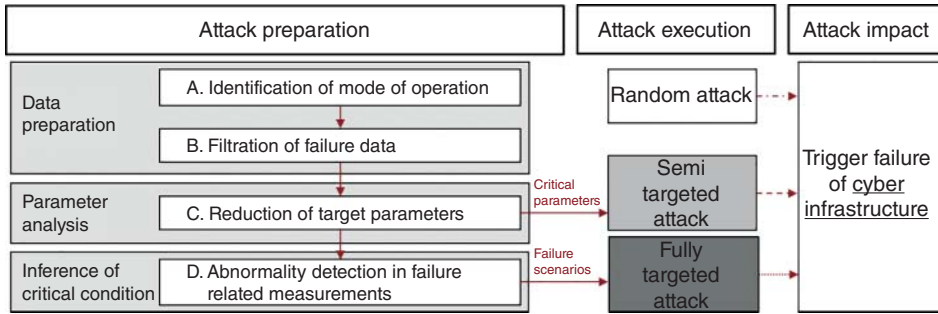 Attack preparation
Attack execution
Attack impact
Data
preparation
A. Identification of mode of operation
B. Filtration of failure data
Random attack
Parameter
analysis
C. Reduction of target parameters
Critical
parameters
Semi
targeted
attack
Inference of
critical condition
D. Abnormality detection in failure
related measurements
Failure
scenarios
Fully
targeted
attack
Trigger failure
of cyber
infrastructure